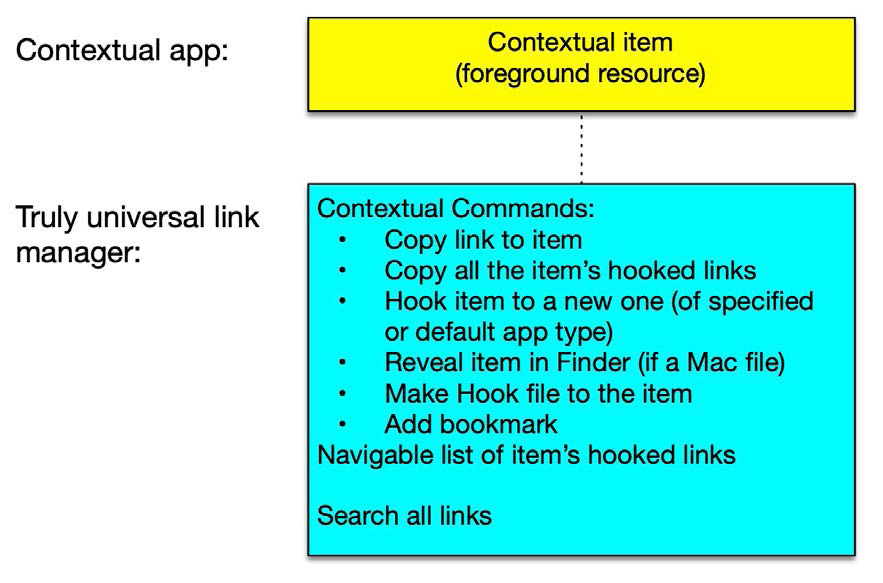 Contextual app:
Contextual item
(foreground resource)
Truly universal link
manager:
Contextual Commands:
• Copy link to item
• Copy all the item’s hooked links
• Hook item to a new one (of specified
or default app type)
• Reveal item in Finder (if a Mac file)
• Make Hook file to the item
• Add bookmark
Navigable list of item’s hooked links
Search all links